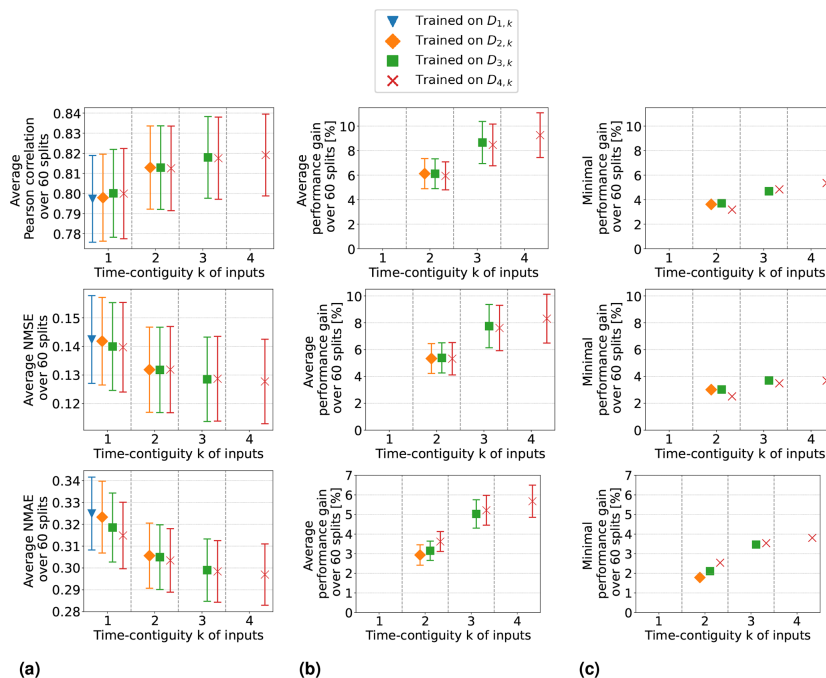 Trained on D1,k
Trained on D2,k
Trained on D3,k
Trained on D4,k
Average
Pearson correlation
over 60 splits
0.84
0.83
0.82
0.81
0.80
0.79
0.78
1 2 3 4
Time-contiguity k of inputs
Average
performance gain
over 60 splits [%]
10
8
6
4
2
0
1 2 3 4
Time-contiguity k of inputs
Minimal
performance gain
over 60 splits [%]
10
8
6
4
2
0
1 2 3 4
Time-contiguity k of inputs
Average NMSE
over 60 splits
0.15
0.14
0.13
0.12
1 2 3 4
Time-contiguity k of inputs
Average
performance gain
over 60 splits [%]
10
8
6
4
2
0
1 2 3 4
Time-contiguity k of inputs
Minimal
performance gain
over 60 splits [%]
10
8
6
4
2
0
1 2 3 4
Time-contiguity k of inputs
Average NMAE
over 60 splits
0.34
0.33
0.32
0.31
0.30
0.29
0.28
1 2 3 4
Time-contiguity k of inputs
Average
performance gain
over 60 splits [%]
7
6
5
4
3
2
1
0
1 2 3 4
Time-contiguity k of inputs
Minimal
performance gain
over 60 splits [%]
7
6
5
4
3
2
1
0
1 2 3 4
Time-contiguity k of inputs
(a) (b) (c)